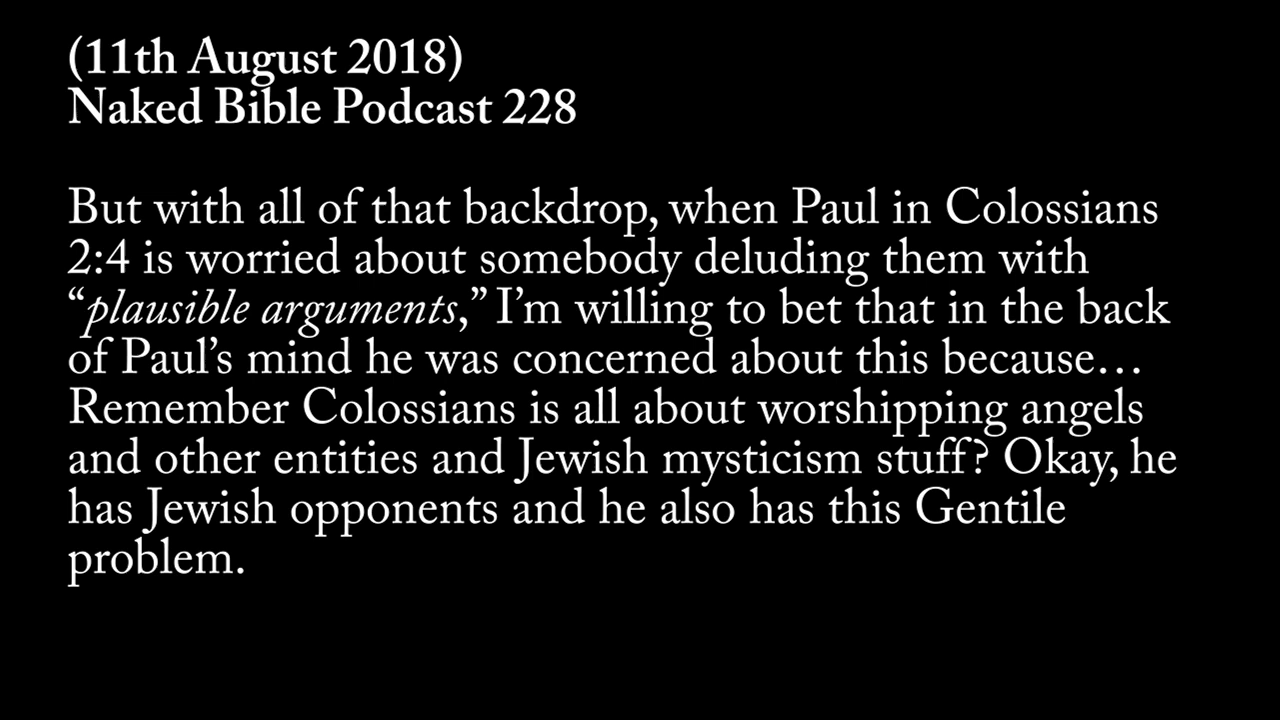 (11th August 2018)
Naked Bible Podcast 228
But with all of that backdrop, when Paul in Colossians
2:4 is worried about somebody deluding them with
“plausible arguments,” I’m willing to bet that in the back
of Paul’s mind he was concerned about this because…
Remember Colossians is all about worshipping angels
and other entities and Jewish mysticism stuff? Okay, he
has Jewish opponents and he also has this Gentile
problem.